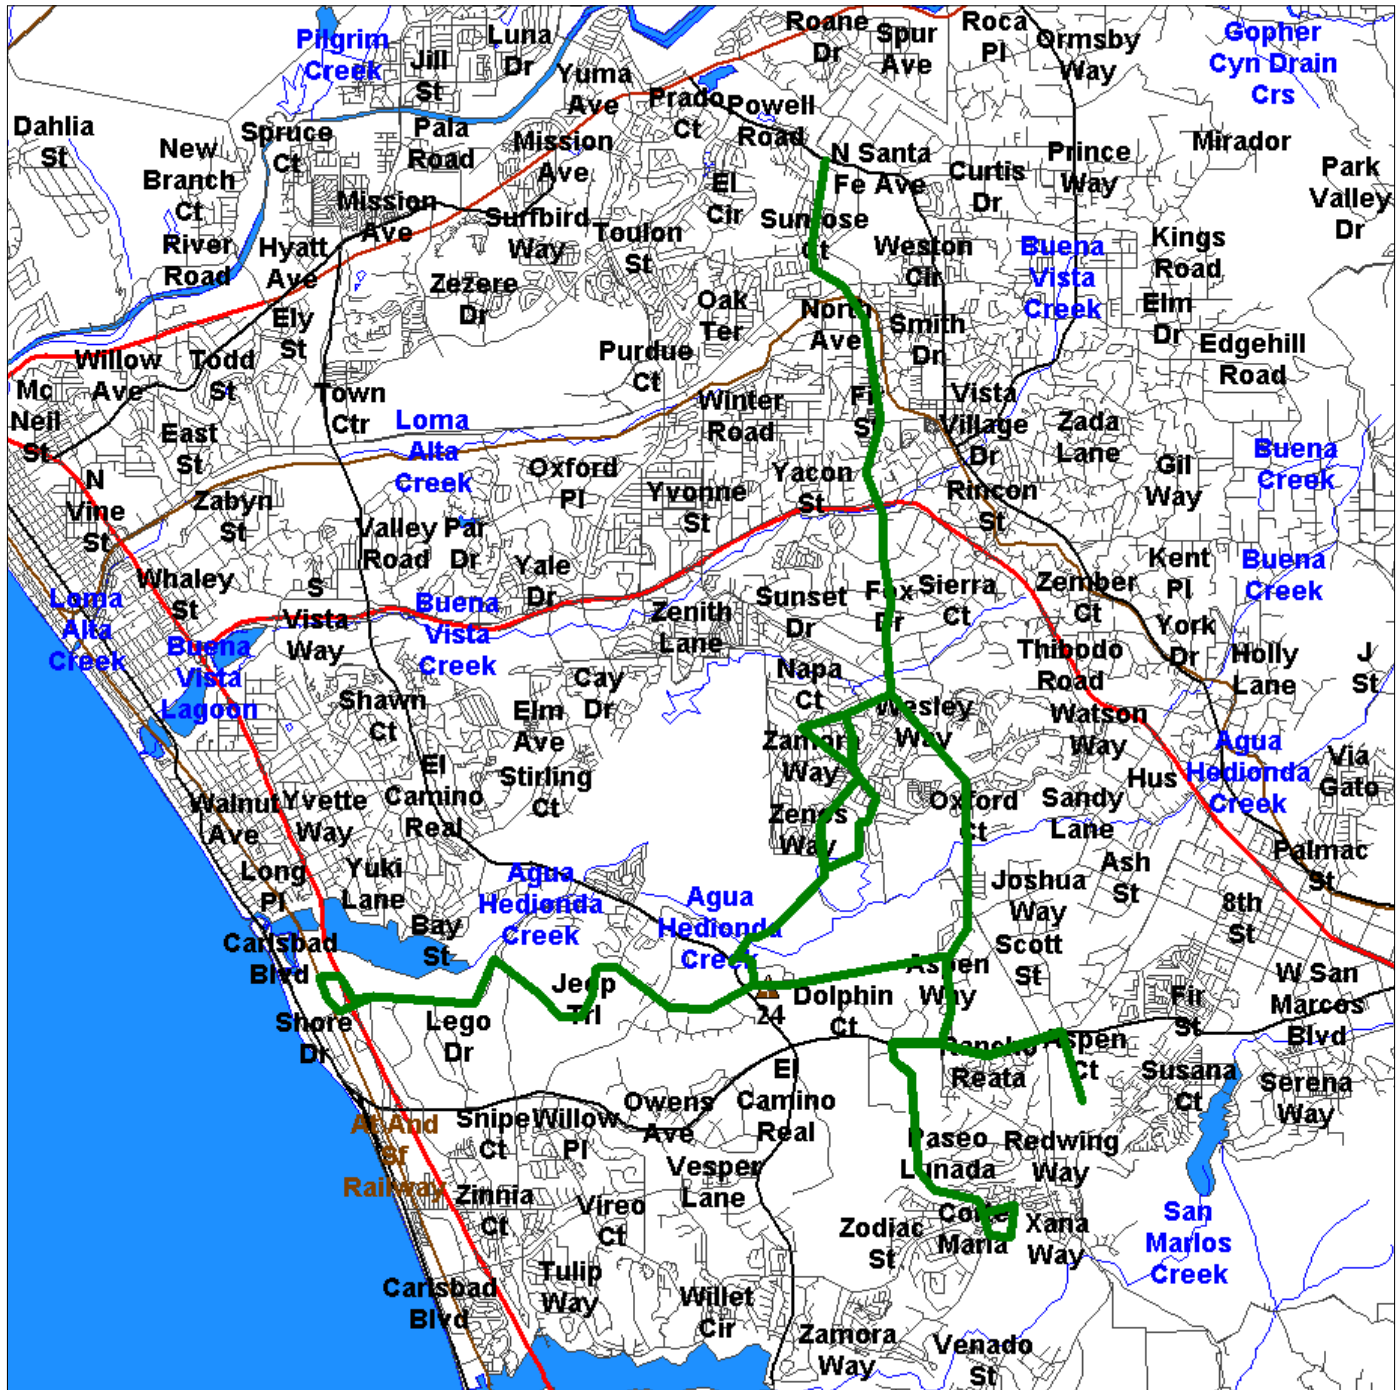 Pilgrim
Creek
Luna
Dr
Jill
St
Yuma
Ave
Roane
Dr
Spur
Ave
Roca
Pl
Ormsby
Way
Gopher
Cyn Drain
Crs
Dahlia
St
New
Branch
Ct
Spruce
Ct
Pala
Road
Mission
Ave
Prado
Ct
Powell
Road
N Santa
Fe Ave
Curtis
Dr
Prince
Way
Mirador
Park
Valley
Dr
River
Road
Hyatt
Ave
Mission
Ave
Surfbird
Way
Toulon
St
El
Cir
Sunrose
Ct
Weston
Cir
Buena
Vista
Creek
Kings
Road
Zezere
Dr
Oak
Ter
North
Ave
Smith
Dr
Elm
Dr
Edgehill
Road
Ely
St
Willow
Ave
Todd
St
Purdue
Ct
Mc
Neil
St
Town
Ctr
Loma
Alta
Creek
Winter
Road
Vista
Village
Dr
Zada
Lane
Buena
Creek
East
St
Oxford
Pl
Yacon
St
Gil
Way
N
Vine
St
Zabyn
St
Yvonne
St
Rincon
St
Valley
Road
Par
Dr
Yale
Dr
Kent
Pl
Buena
Creek
Whaley
St
Loma
Alta
Creek
S
Vista
Way
Buena
Vista
Creek
Zenith
Lane
Sunset
Dr
Fox
Dr
Sierra
Ct
Zember
Ct
York
Dr
Buena
Vista
Lagoon
Thibodo
Road
Holly
Lane
J
St
Shawn
Ct
Cay
Dr
Elm
Ave
Napa
Ct
Wesley
Way
Watson
Way
Zamora
Way
Agua
Hedionda
Creek
Via
Gato
El
Camino
Real
Stirling
Ct
Hus
Walnut
Ave
Yvette
Way
Zenos
Way
Oxford
Ct
Sandy
Lane
Palmac
St
Long
Pl
Yuki
Lane
Agua
Hedionda
Creek
Agua
Hedionda
Creek
Joshua
Way
Ash
St
8th
St
Carlsbad
Blvd
Bay
St
Scott
St
Aspen
Way
W San
Marcos
Blvd
Jeep
Trl
Dolphin
Ct
24
Fir
St
Shore
Dr
Lego
Dr
Rancho
Reata
Aspen
Ct
Susana
Ct
Serena
Way
At And
Sf
Railway
Snipe
Ct
Willow
Pl
Owens
Ave
El
Camino
Real
Paseo
Lunada
Redwing
Way
Vesper
Lane
Zinnia
Ct
Vireo
Ct
Zodiac
St
Corte
Maria
Xana
Way
San
Marlos
Creek
Carlsbad
Blvd
Tulip
Way
Willet
Cir
Zamora
Way
Venado
St